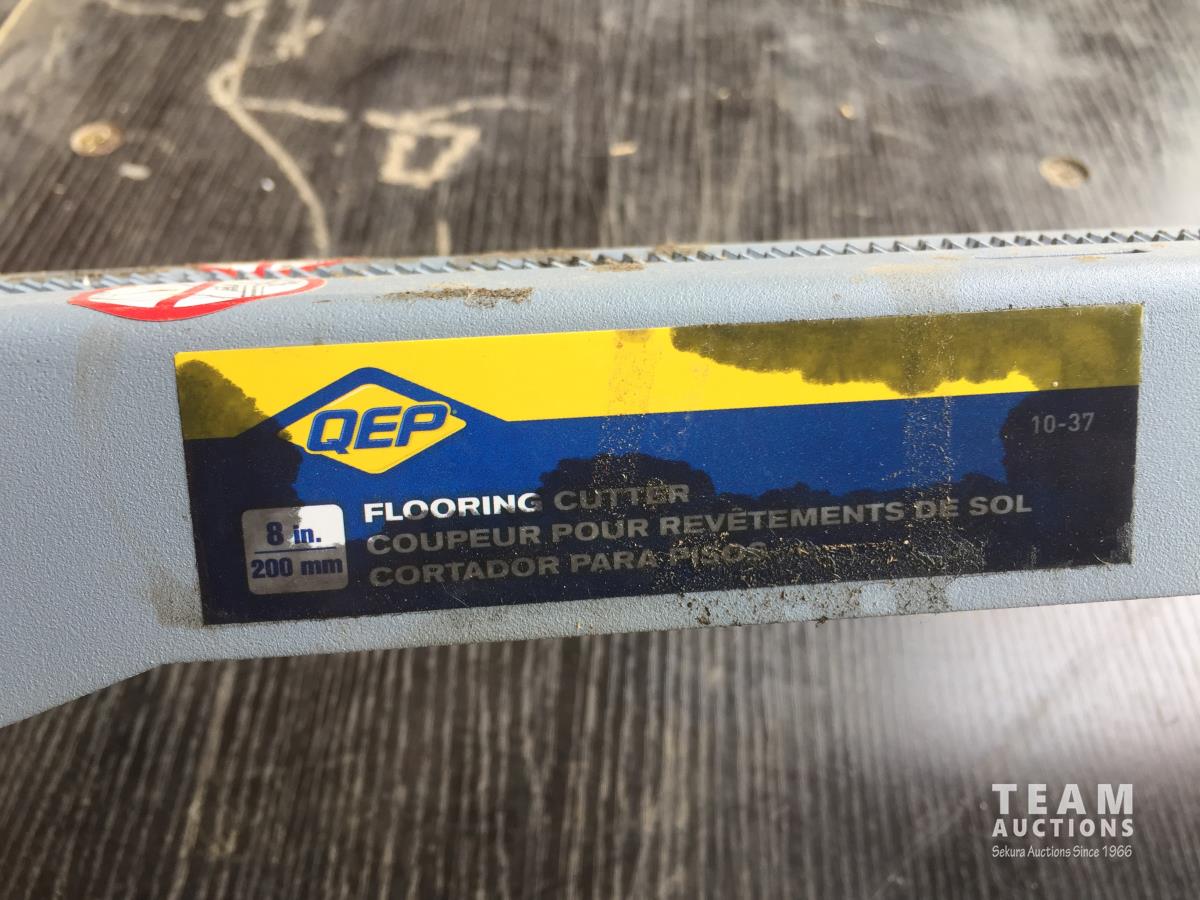 QEP
10-37
8 in.
200 mm
FLOORING CUTTER
COUPEUR POUR REVÊTEMENTS DE SOL
CORTADOR PARA PISOS
TEAM
AUCTIONS
Sekura Auctions Since 1966